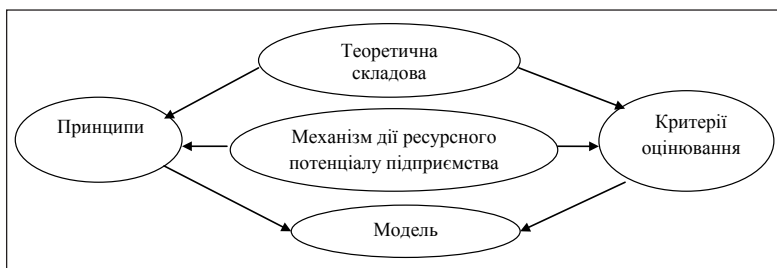 Теоретична
складова
Принципи
Механізм дії ресурсного
потенціалу підприємства
Критерії
оцінювання
Модель